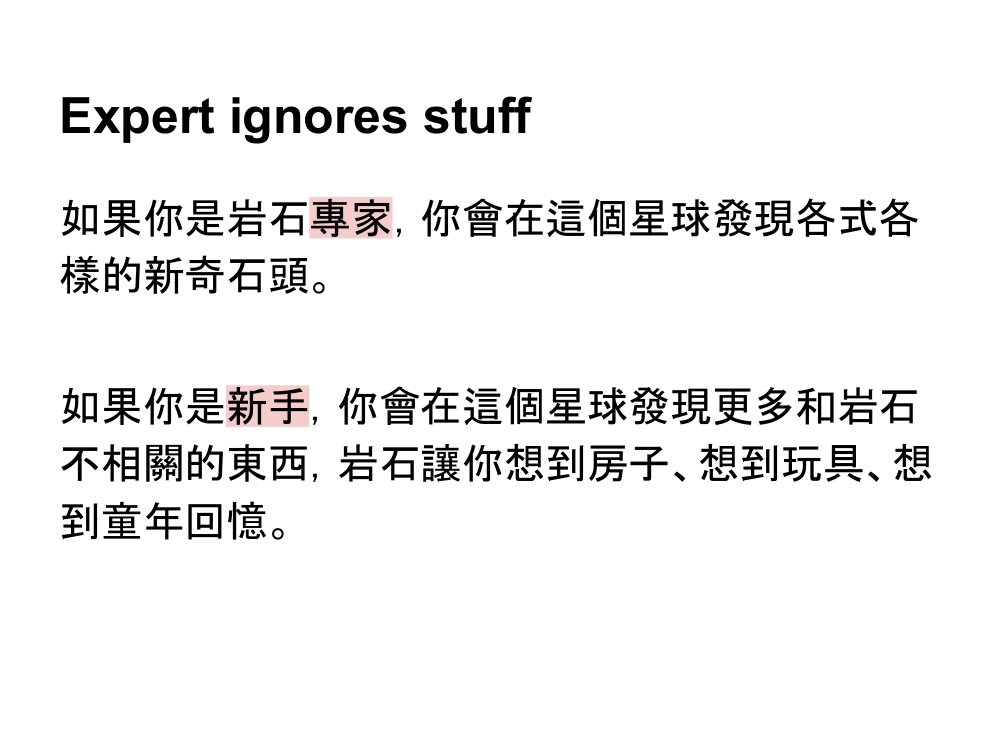 Expert ignores stuff
如果你是岩石專家，你會在這個星球發現各式各
樣的新奇石頭。
如果你是新手，你會在這個星球發現更多和岩石
不相關的東西，岩石讓你想到房子、想到玩具、想
到童年回憶。